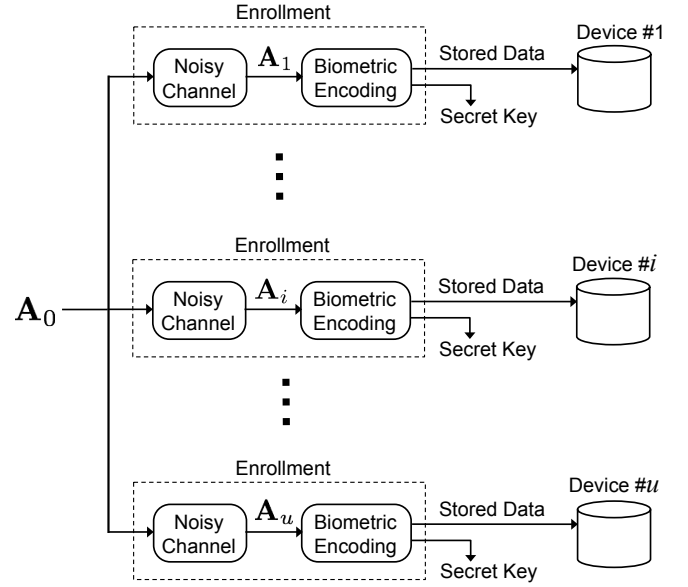 Enrollment
Device #1
Noisy
Channel
A₁
Biometric
Encoding
Stored Data
Secret Key
Enrollment
Device #i
A₀
Noisy
Channel
Aᵢ
Biometric
Encoding
Stored Data
Secret Key
Enrollment
Device #u
Noisy
Channel
Aᵤ
Biometric
Encoding
Stored Data
Secret Key